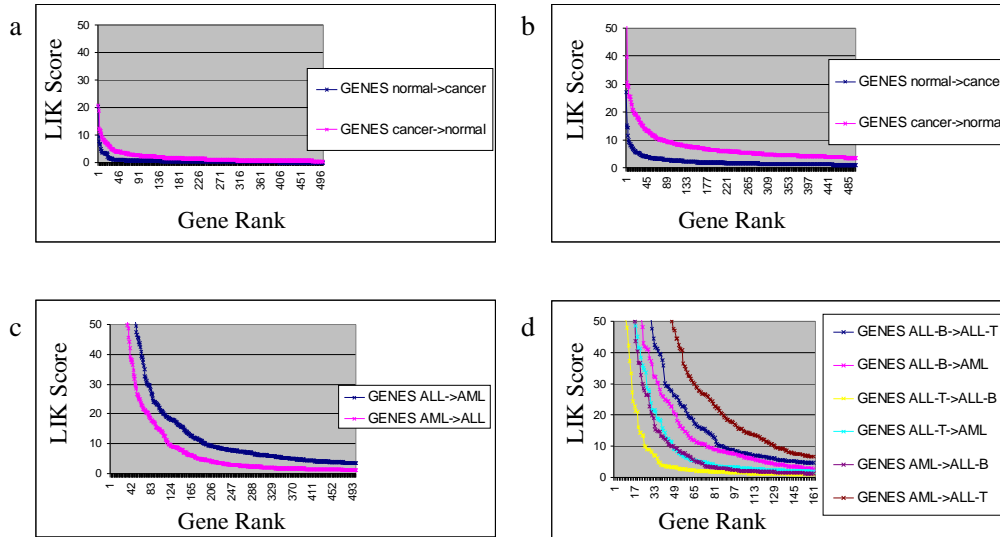 a
LIK Score
50
40
30
20
10
0
1 46 91 136 181 226 271 316 361 406 451 496
Gene Rank
GENES normal->cancer
GENES cancer->normal
b
LIK Score
50
40
30
20
10
0
1 45 89 133 177 221 265 309 353 397 441 485
Gene Rank
GENES normal->cance
GENES cancer->norma
c
LIK Score
50
40
30
20
10
0
1 42 83 124 165 206 247 288 329 370 411 452 493
Gene Rank
GENES ALL->AML
GENES AML->ALL
d
LIK Score
50
40
30
20
10
0
1 17 33 49 65 81 97 113 129 145 161
Gene Rank
GENES ALL-B->ALL-T
GENES ALL-B->AML
GENES ALL-T->ALL-B
GENES ALL-T->AML
GENES AML->ALL-B
GENES AML->ALL-T